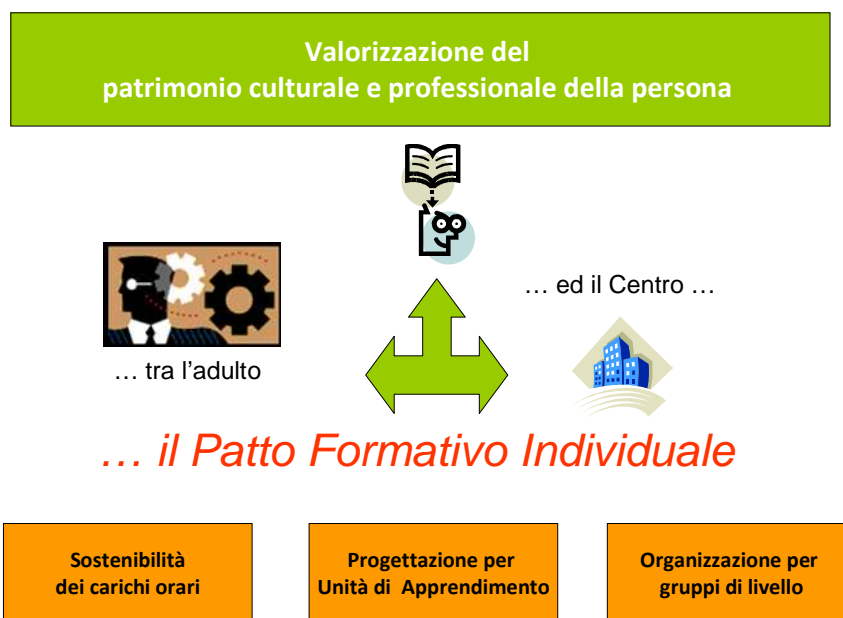 Valorizzazione del
patrimonio culturale e professionale della persona
… ed il Centro …
… tra l'adulto
… il Patto Formativo Individuale
Sostenibilità
dei carichi orari
Progettazione per
Unità di  Apprendimento
Organizzazione per
gruppi di livello